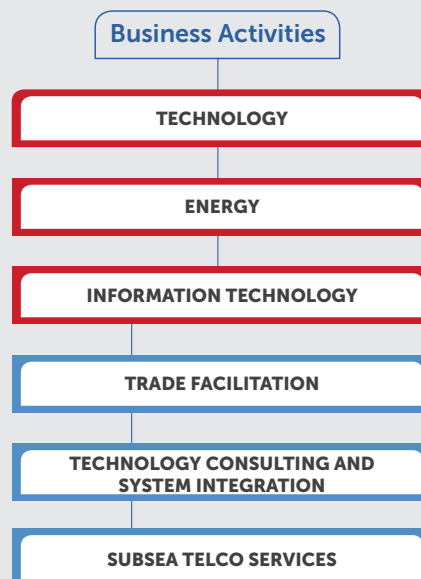 Business Activities
TECHNOLOGY
ENERGY
INFORMATION TECHNOLOGY
TRADE FACILITATION
TECHNOLOGY CONSULTING AND
SYSTEM INTEGRATION
SUBSEA TELCO SERVICES